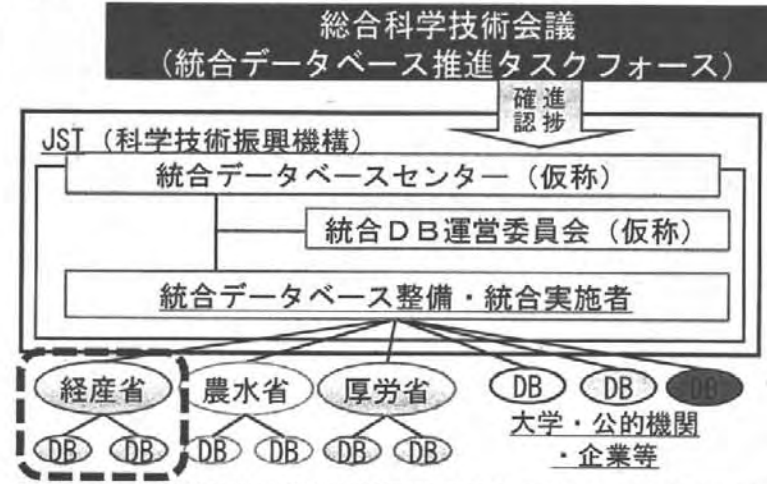 総合科学技術会議
(統合データベース推進タスクフォース)
進捗
確認
JST(科学技術振興機構)
統合データベースセンター(仮称)
統合DB運営委員会(仮称)
統合データベース整備・統合実施者
経産省
農水省
厚労省
DB
DB
DB
DB
DB
DB
DB
DB
DB
大学・公的機関
・企業等